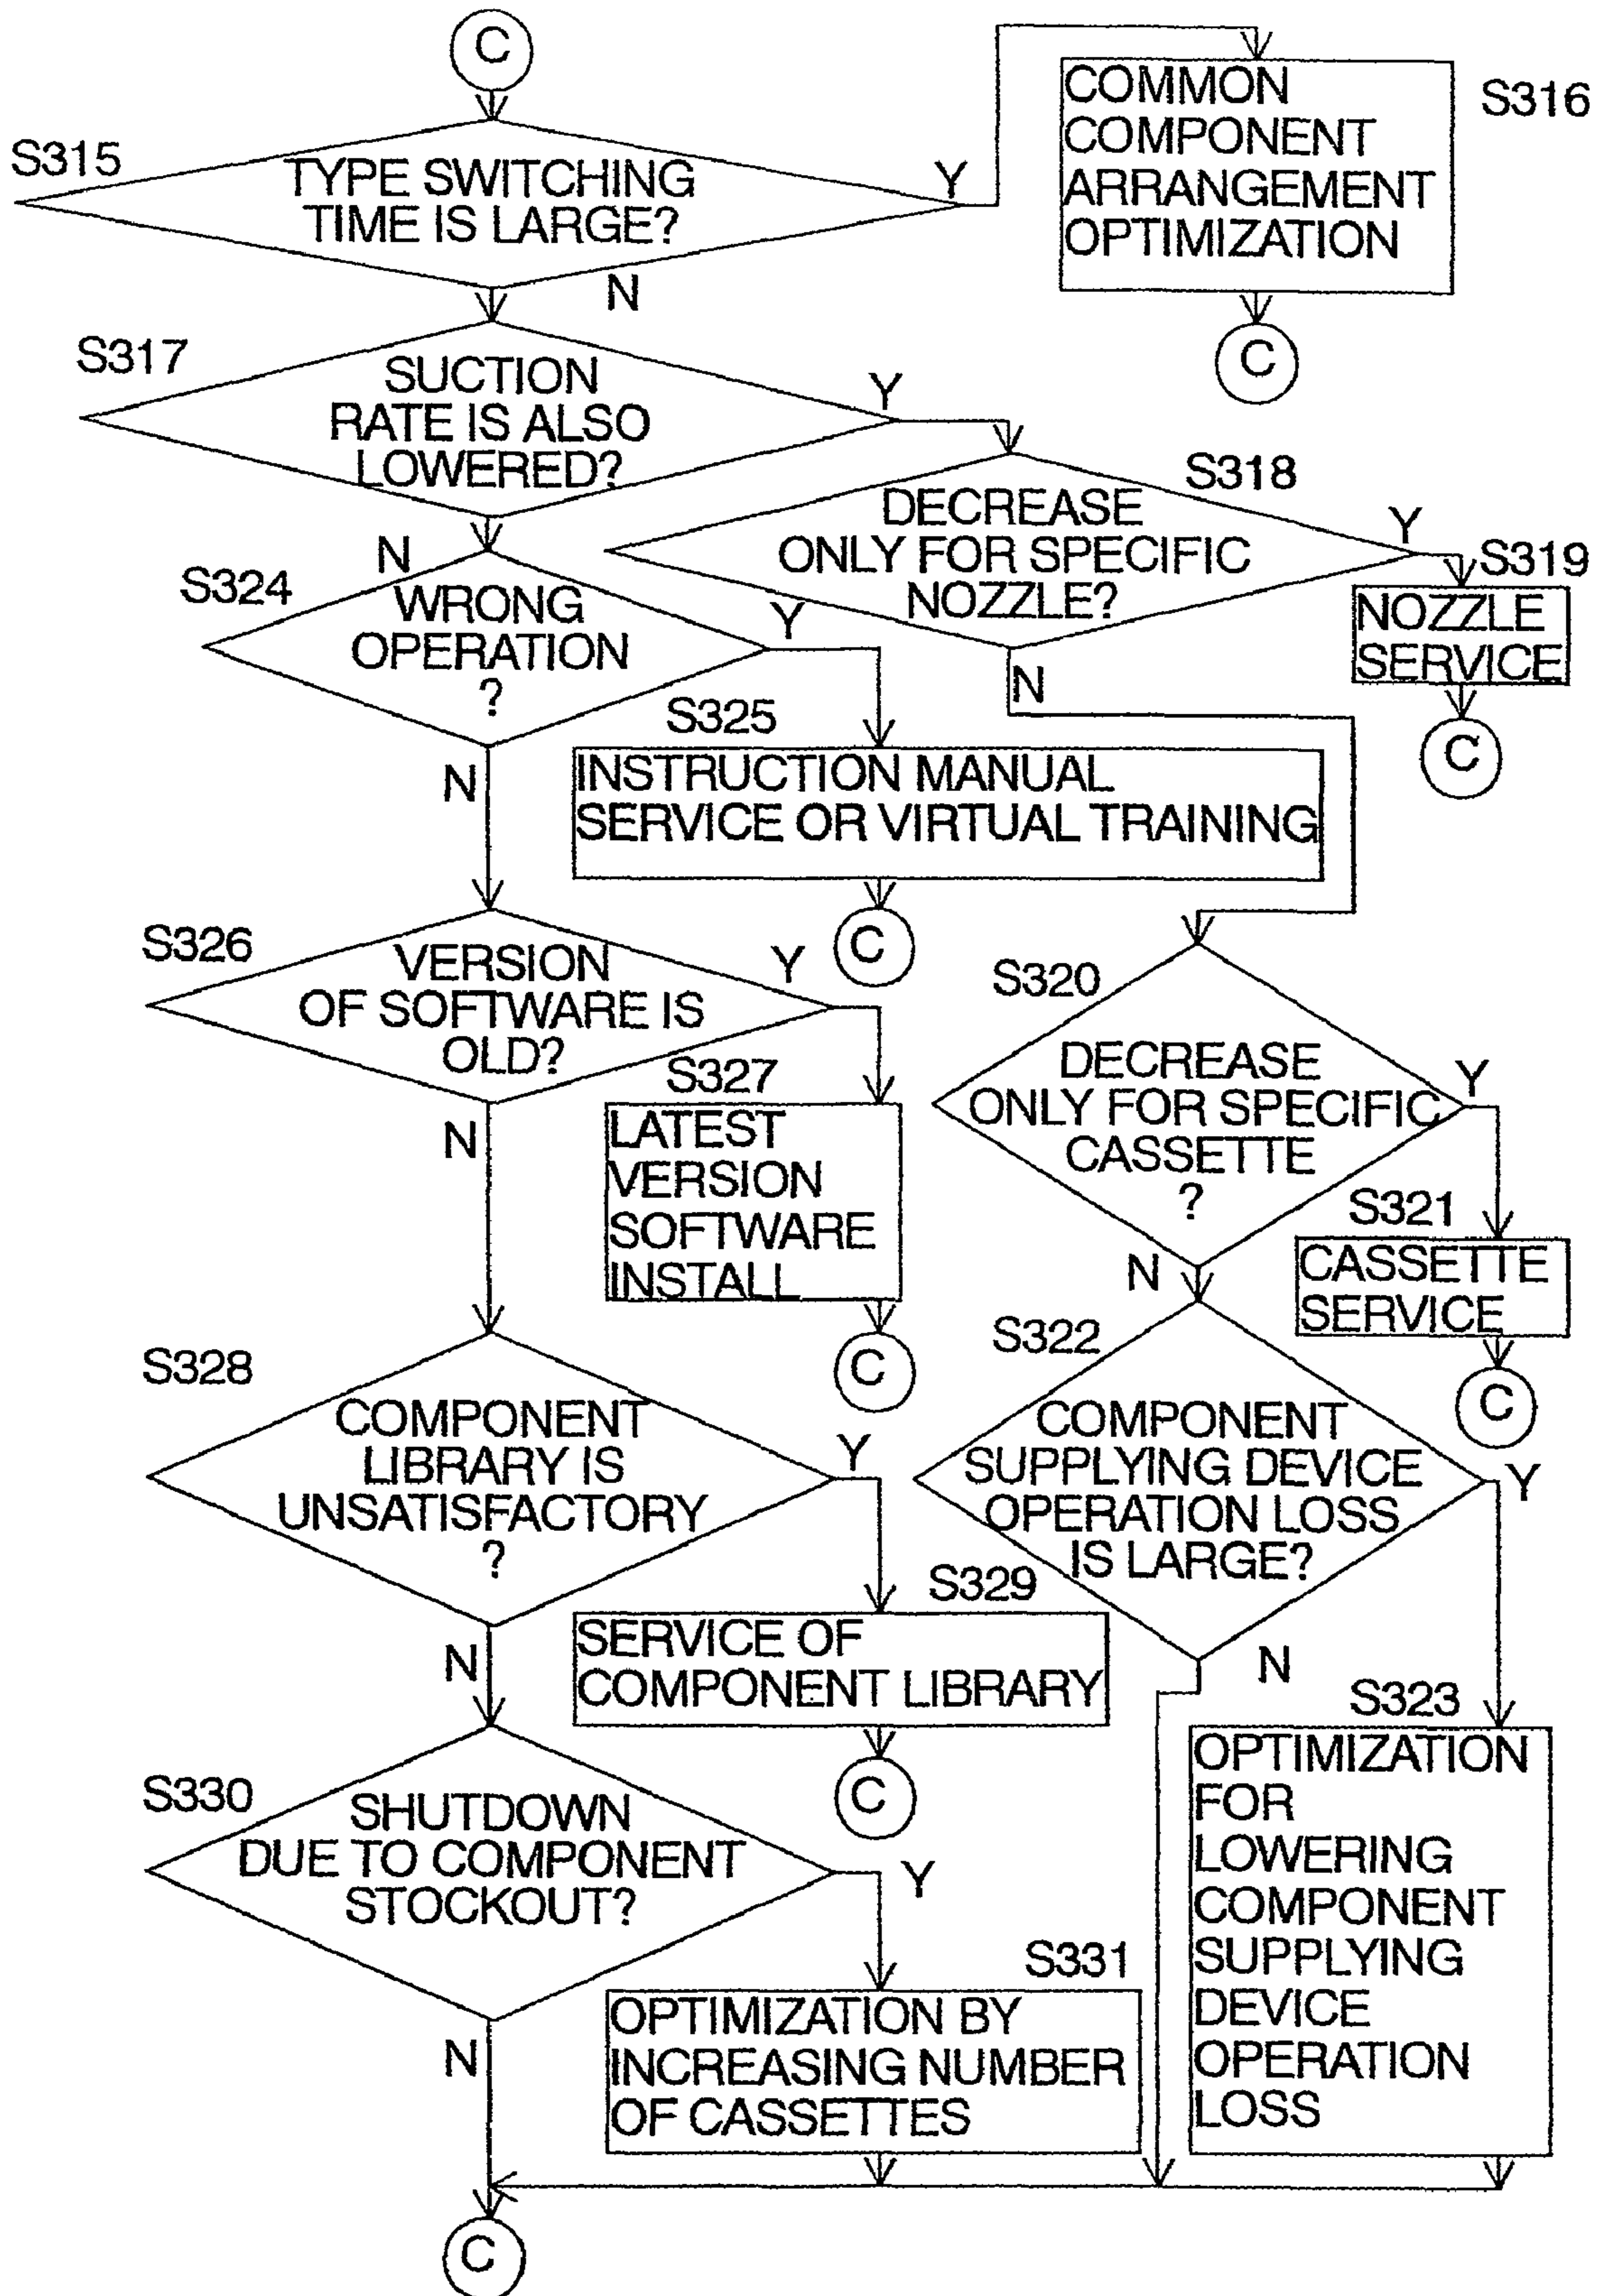 C
S315
TYPE SWITCHING
TIME IS LARGE?
Y
N
COMMON
COMPONENT
ARRANGEMENT
OPTIMIZATION
S316
C
S317
SUCTION
RATE IS ALSO
LOWERED?
Y
N
S318
DECREASE
ONLY FOR SPECIFIC
NOZZLE?
Y
N
S319
NOZZLE
SERVICE
C
S324
WRONG
OPERATION
?
Y
N
S325
INSTRUCTION MANUAL
SERVICE OR VIRTUAL TRAINING
C
S326
VERSION
OF SOFTWARE IS
OLD?
Y
N
S327
LATEST
VERSION
SOFTWARE
INSTALL
C
S320
DECREASE
ONLY FOR SPECIFIC
CASSETTE
?
Y
N
S321
CASSETTE
SERVICE
C
S322
COMPONENT
SUPPLYING DEVICE
OPERATION LOSS
IS LARGE?
Y
N
S323
OPTIMIZATION
FOR
LOWERING
COMPONENT
SUPPLYING
DEVICE
OPERATION
LOSS
S328
COMPONENT
LIBRARY IS
UNSATISFACTORY
?
Y
N
S329
SERVICE OF
COMPONENT LIBRARY
C
S330
SHUTDOWN
DUE TO COMPONENT
STOCKOUT?
Y
N
S331
OPTIMIZATION BY
INCREASING NUMBER
OF CASSETTES
C